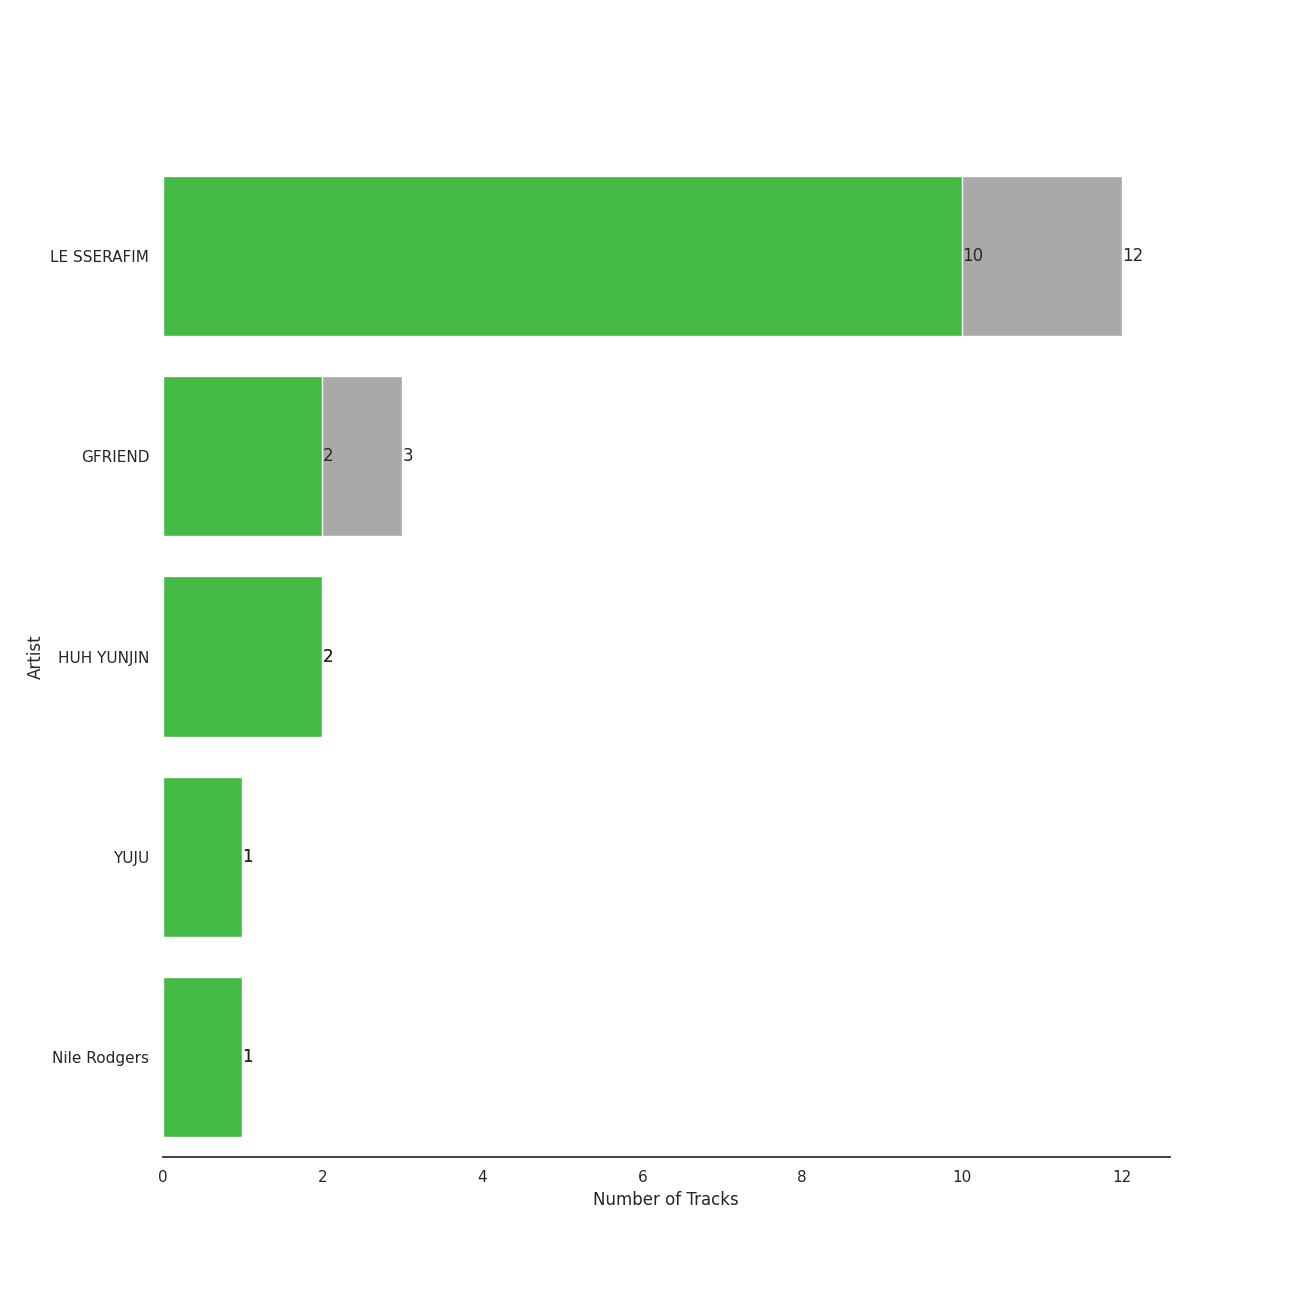 LE SSERAFIM
10
12
GFRIEND
2
3
HUH YUNJIN
2
YUJU
1
Nile Rodgers
1
Artist
0 2 4 6 8 10 12
Number of Tracks